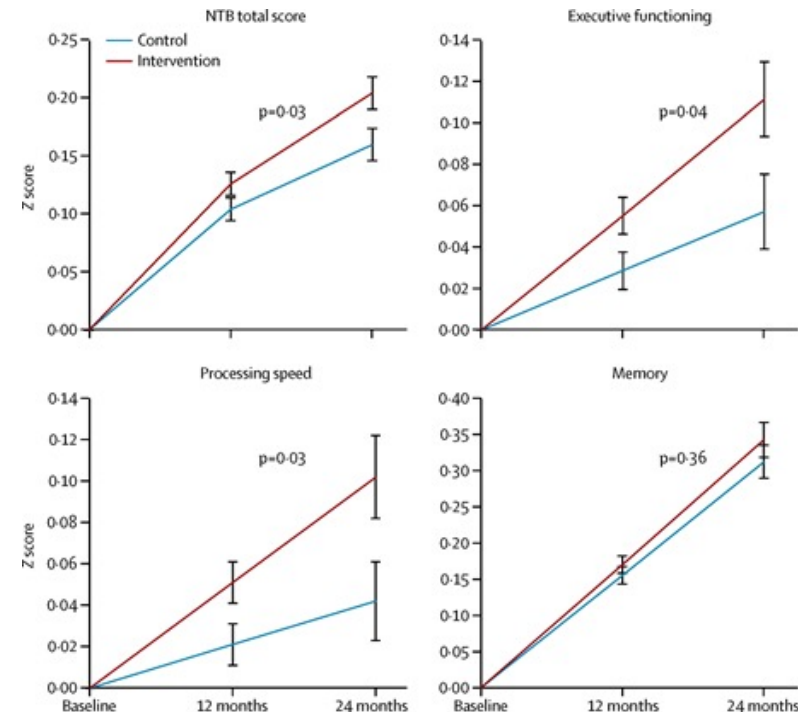 NTB total score
0·25
0·20
0·15
0·10
0·05
0·00
Z score
Control
Intervention
p=0·03
Executive functioning
0·14
0·12
0·10
0·08
0·06
0·04
0·02
0·00
p=0·04
Processing speed
0·14
0·12
0·10
0·08
0·06
0·04
0·02
0·00
Z score
p=0·03
Baseline
12 months
24 months
Memory
0·40
0·35
0·30
0·25
0·20
0·15
0·10
0·05
0·00
p=0·36
Baseline
12 months
24 months